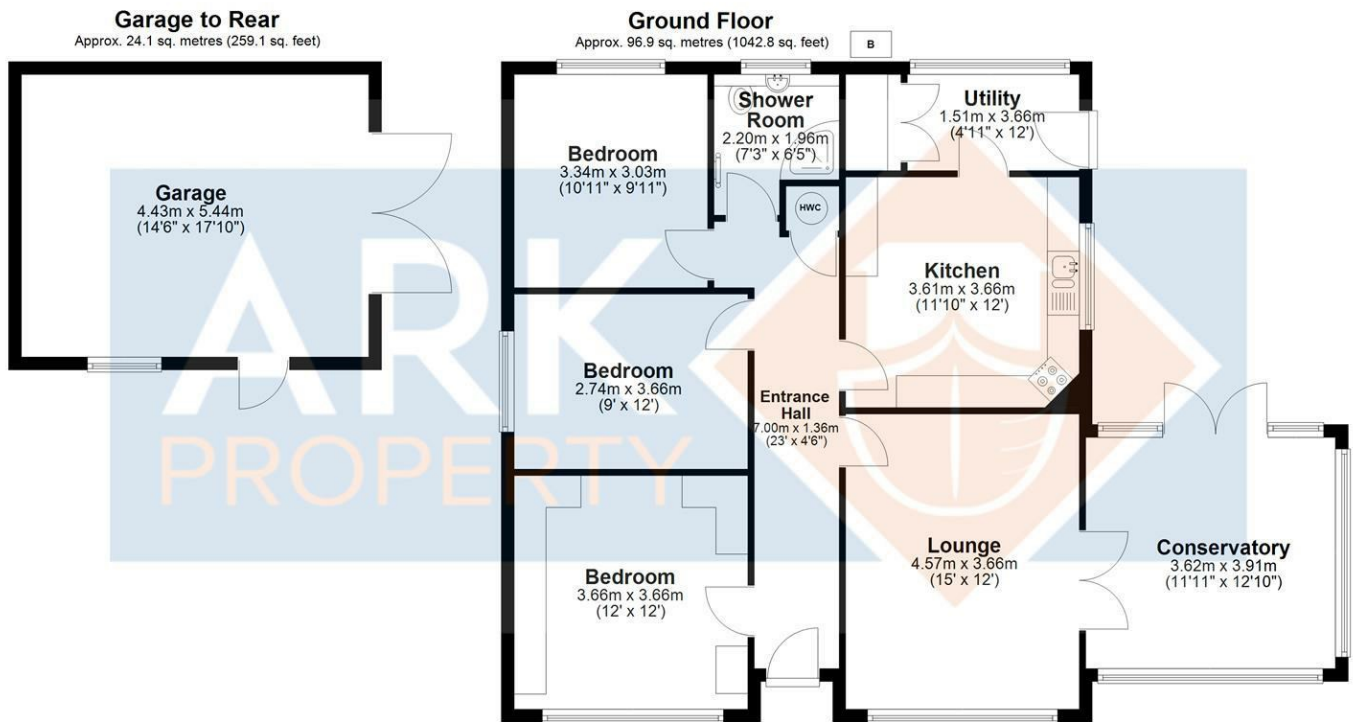 Garage to Rear
Approx. 24.1 sq. metres (259.1 sq. feet)
Ground Floor
Approx. 96.9 sq. metres (1042.8 sq. feet)
B
Garage
4.43m x 5.44m
(14'6" x 17'10")
Bedroom
3.34m x 3.03m
(10'11" x 9'11")
Shower
Room
2.20m x 1.96m
(7'3" x 6'5")
Utility
1.51m x 3.66m
(4'11" x 12')
HWC
Kitchen
3.61m x 3.66m
(11'10" x 12')
Bedroom
2.74m x 3.66m
(9' x 12')
Entrance
Hall
7.00m x 1.36m
(23' x 4'6")
Bedroom
3.66m x 3.66m
(12' x 12')
Lounge
4.57m x 3.66m
(15' x 12')
Conservatory
3.62m x 3.91m
(11'11" x 12'10")
ARK
PROPERTY